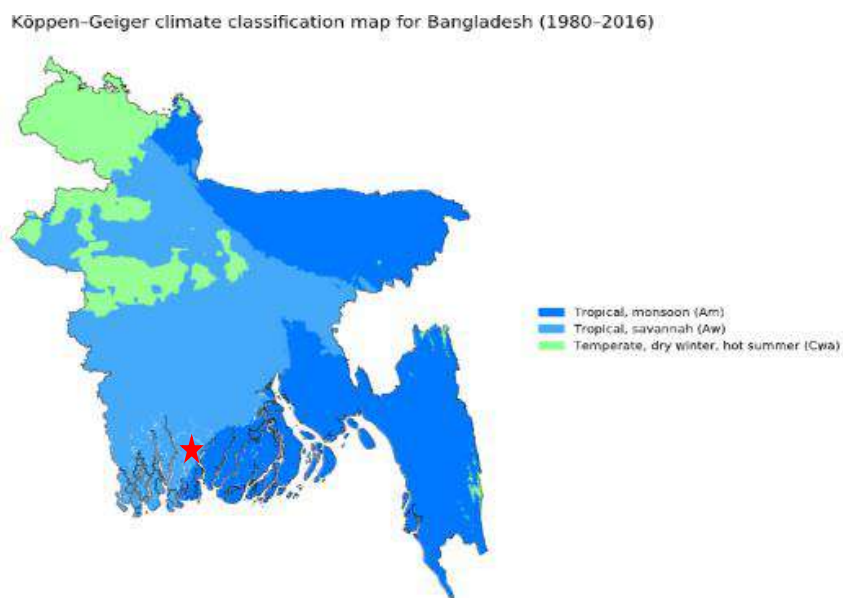 Köppen–Geiger climate classification map for Bangladesh (1980–2016)
Tropical, monsoon (Am)
Tropical, savannah (Aw)
Temperate, dry winter, hot summer (Cwa)